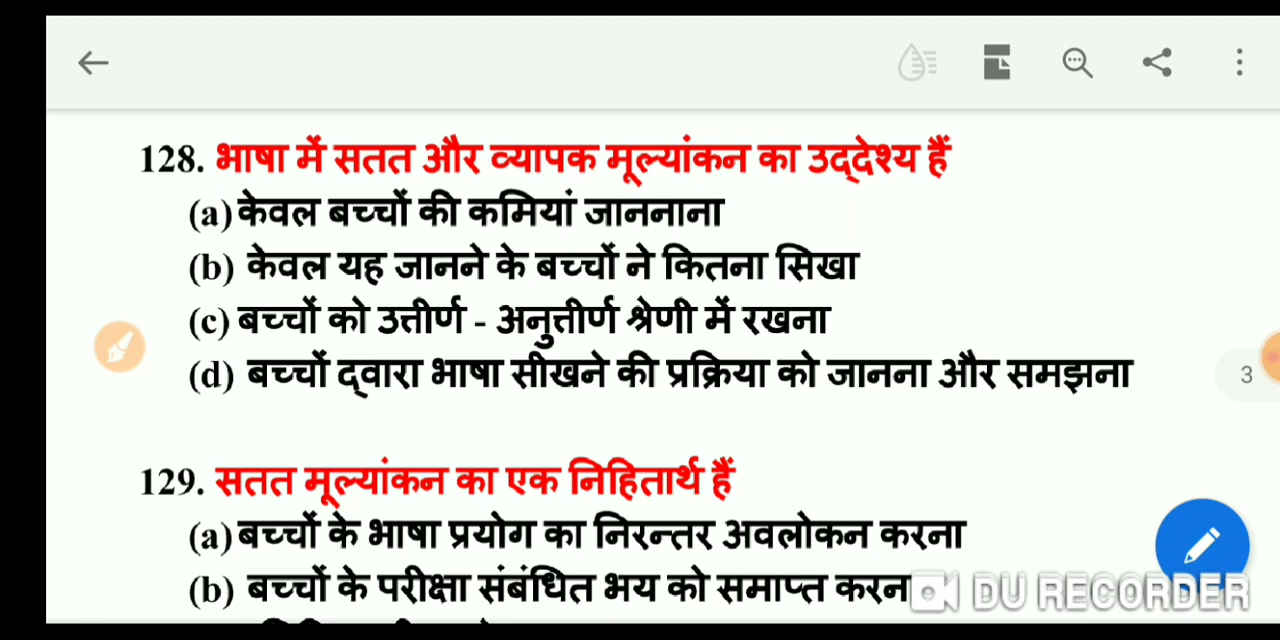 128. भाषा में सतत और व्यापक मूल्यांकन का उद्देश्य हैं
(a) केवल बच्चों की कमियां जाननाना
(b) केवल यह जानने के बच्चों ने कितना सिखा
(c) बच्चों को उत्तीर्ण - अनुत्तीर्ण श्रेणी में रखना
(d) बच्चों द्वारा भाषा सीखने की प्रक्रिया को जानना और समझना
3
129. सतत मूल्यांकन का एक निहितार्थ हैं
(a) बच्चों के भाषा प्रयोग का निरन्तर अवलोकन करना
(b) बच्चों के परीक्षा संबंधित भय को समाप्त करन
DU RECORDER